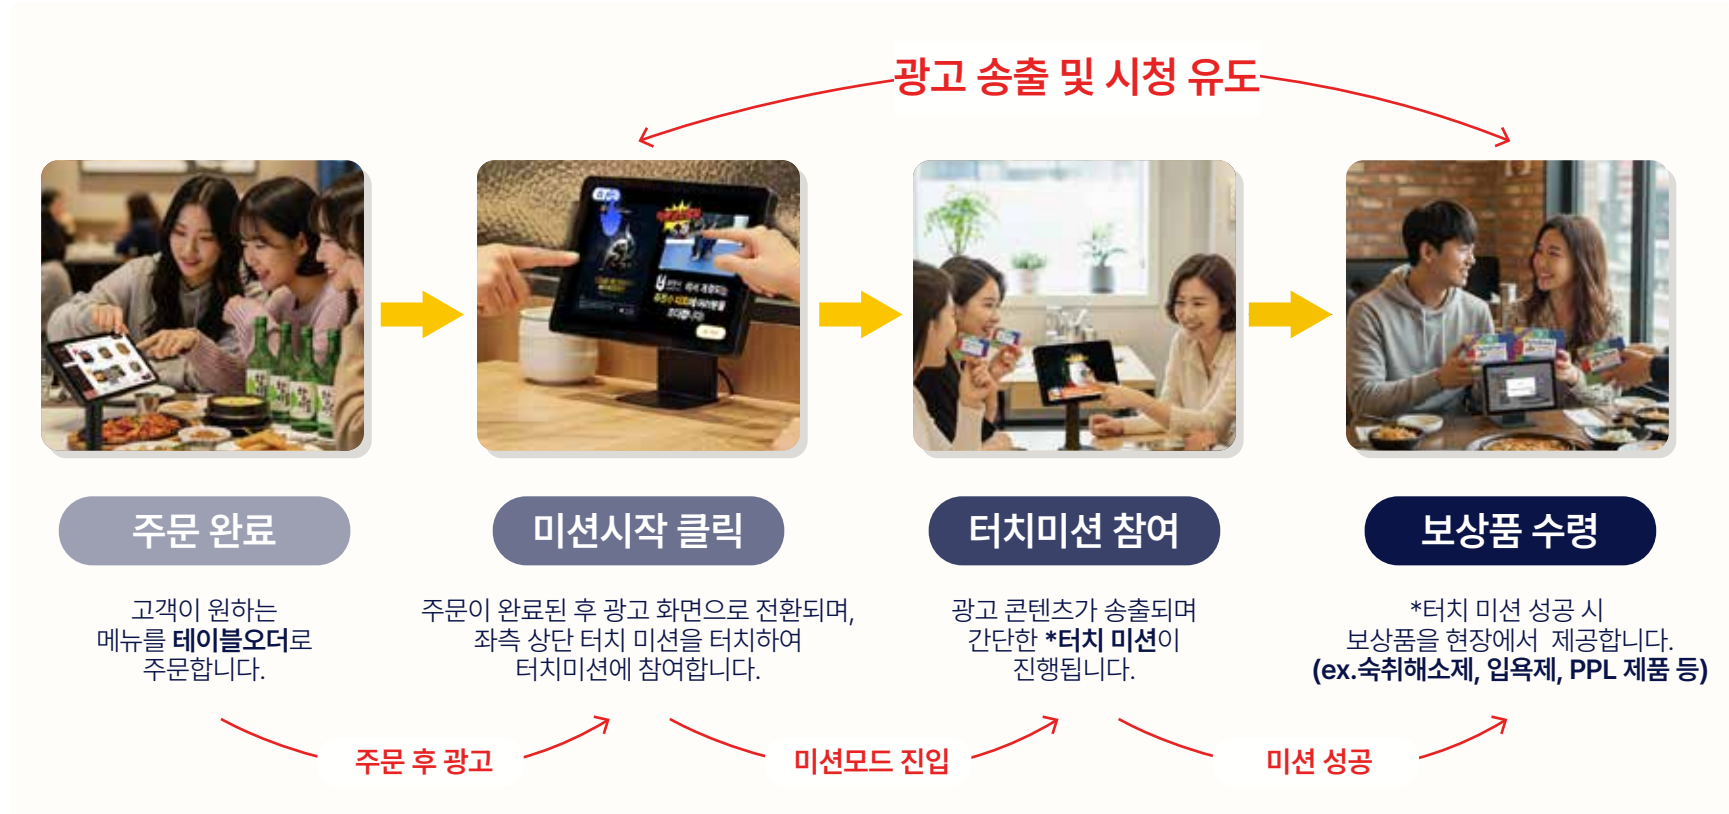 광고 송출 및 시청 유도
주문 완료
고객이 원하는
메뉴를 테이블오더로
주문합니다.
미션시작 클릭
주문이 완료된 후 광고 화면으로 전환되며,
좌측 상단 터치 미션을 터치하여
터치미션에 참여합니다.
터치미션 참여
광고 콘텐츠가 송출되며
간단한 *터치 미션이
진행됩니다.
보상품 수령
*터치 미션 성공 시
보상품을 현장에서 제공합니다.
(ex.숙취해소제, 입욕제, PPL 제품 등)
주문 후 광고
미션모드 진입
미션 성공